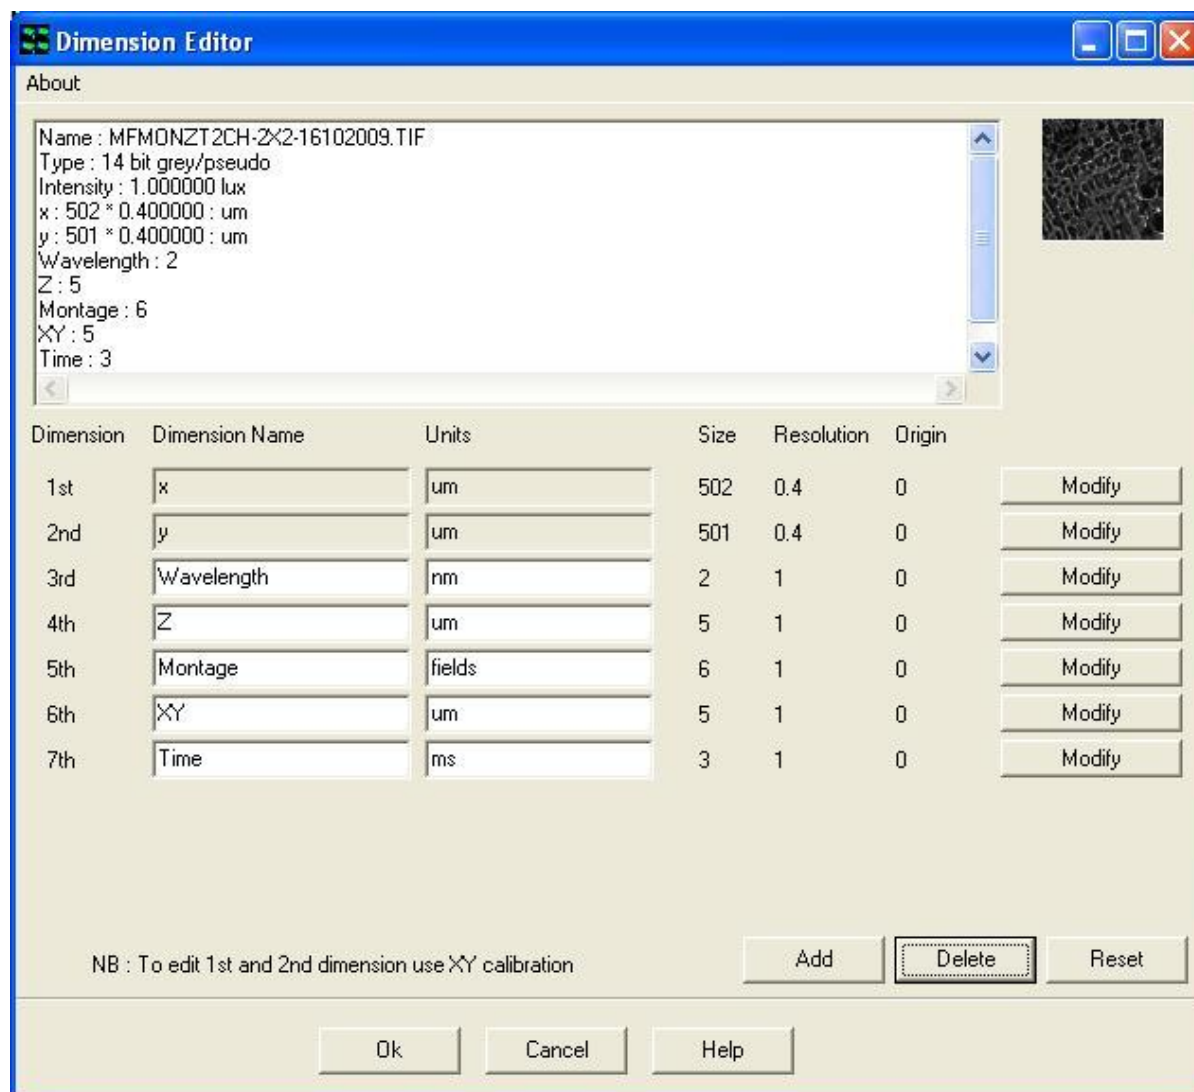 Dimension Editor
About
Name : MFMONZT2CH-2X2-16102009.TIF
Type : 14 bit grey/pseudo
Intensity : 1.000000 lux
x : 502 * 0.400000 : um
y : 501 * 0.400000 : um
Wavelength : 2
Z : 5
Montage : 6
XY : 5
Time : 3
Dimension Dimension Name Units Size Resolution Origin
1st x um 502 0.4 0 Modify
2nd y um 501 0.4 0 Modify
3rd Wavelength nm 2 1 0 Modify
4th Z um 5 1 0 Modify
5th Montage fields 6 1 0 Modify
6th XY um 5 1 0 Modify
7th Time ms 3 1 0 Modify
NB : To edit 1st and 2nd dimension use XY calibration Add Delete Reset
Ok Cancel Help